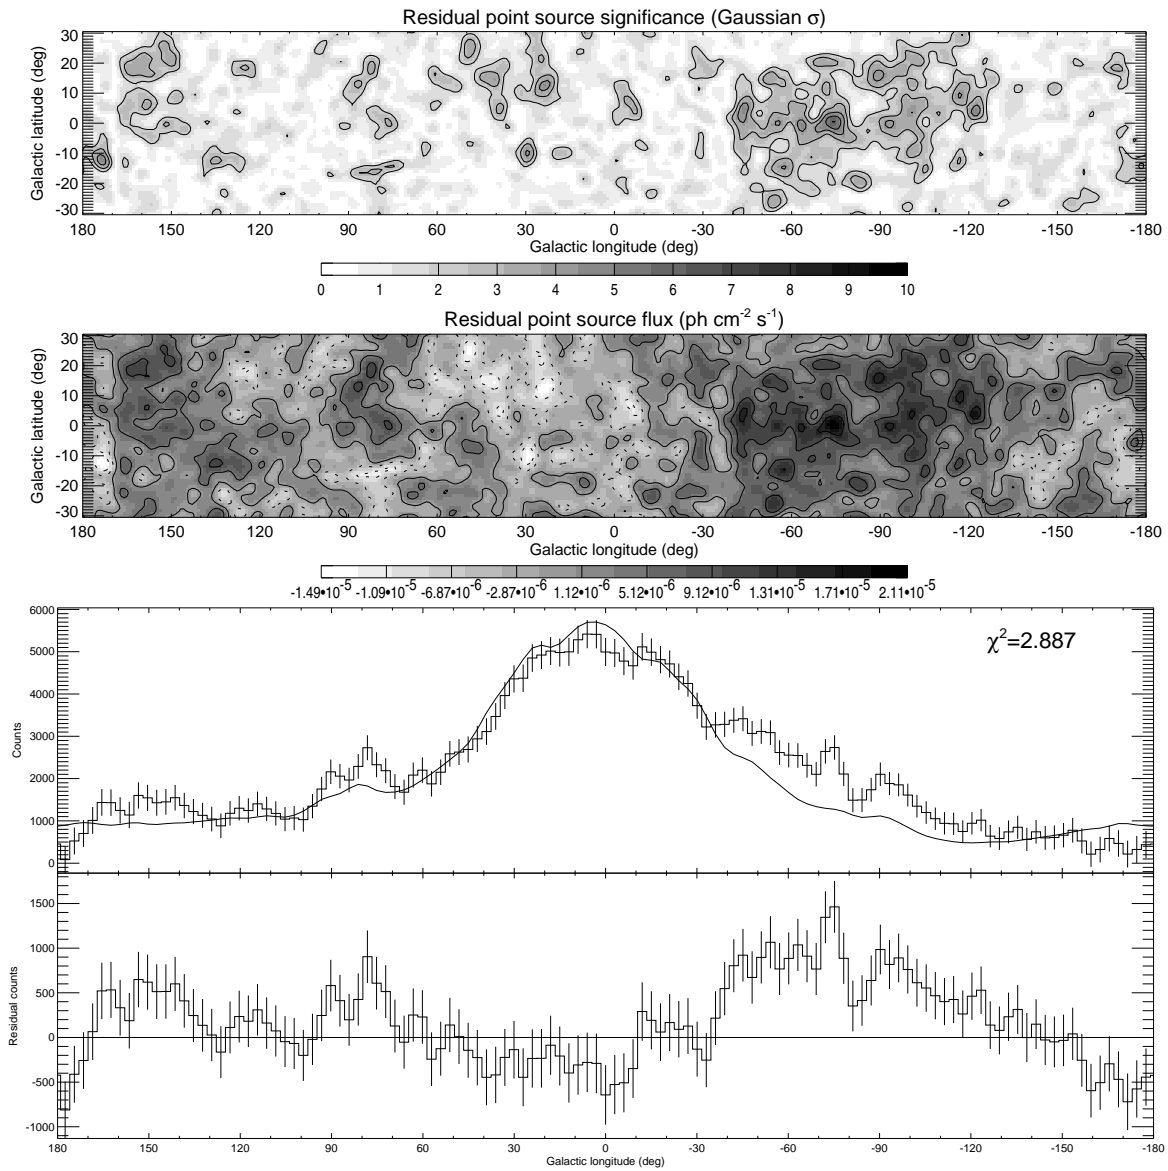 Residual point source significance (Gaussian σ)
Galactic latitude (deg)
30
20
10
0
-10
-20
-30
180 150 120 90 60 30 0 -30 -60 -90 -120 -150 -180
Galactic longitude (deg)
0 1 2 3 4 5 6 7 8 9 10
Residual point source flux (ph cm⁻² s⁻¹)
Galactic latitude (deg)
30
20
10
0
-10
-20
-30
180 150 120 90 60 30 0 -30 -60 -90 -120 -150 -180
Galactic longitude (deg)
-1.49•10⁻⁵ -1.09•10⁻⁵ -6.87•10⁻⁶ -2.87•10⁻⁶ 1.12•10⁻⁶ 5.12•10⁻⁶ 9.12•10⁻⁶ 1.31•10⁻⁵ 1.71•10⁻⁵ 2.11•10⁻⁵
χ²=2.887
Counts
6000
5000
4000
3000
2000
1000
0
Residual counts
1500
1000
500
0
-500
-1000
180 150 120 90 60 30 0 -30 -60 -90 -120 -150 -180
Galactic longitude (deg)